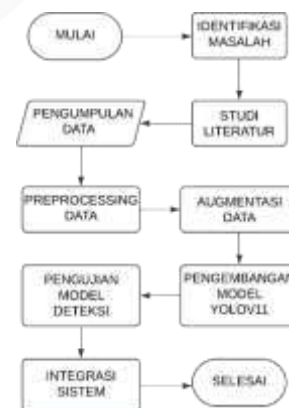 MULAI
IDENTIFIKASI
MASALAH
STUDI
LITERATUR
PENGUMPULAN
DATA
PREPROCESSING
DATA
AUGMENTASI
DATA
PENGEMBANGAN
MODEL
YOLOV11
PENGUJIAN
MODEL
DETEKSI
INTEGRASI
SISTEM
SELESAI